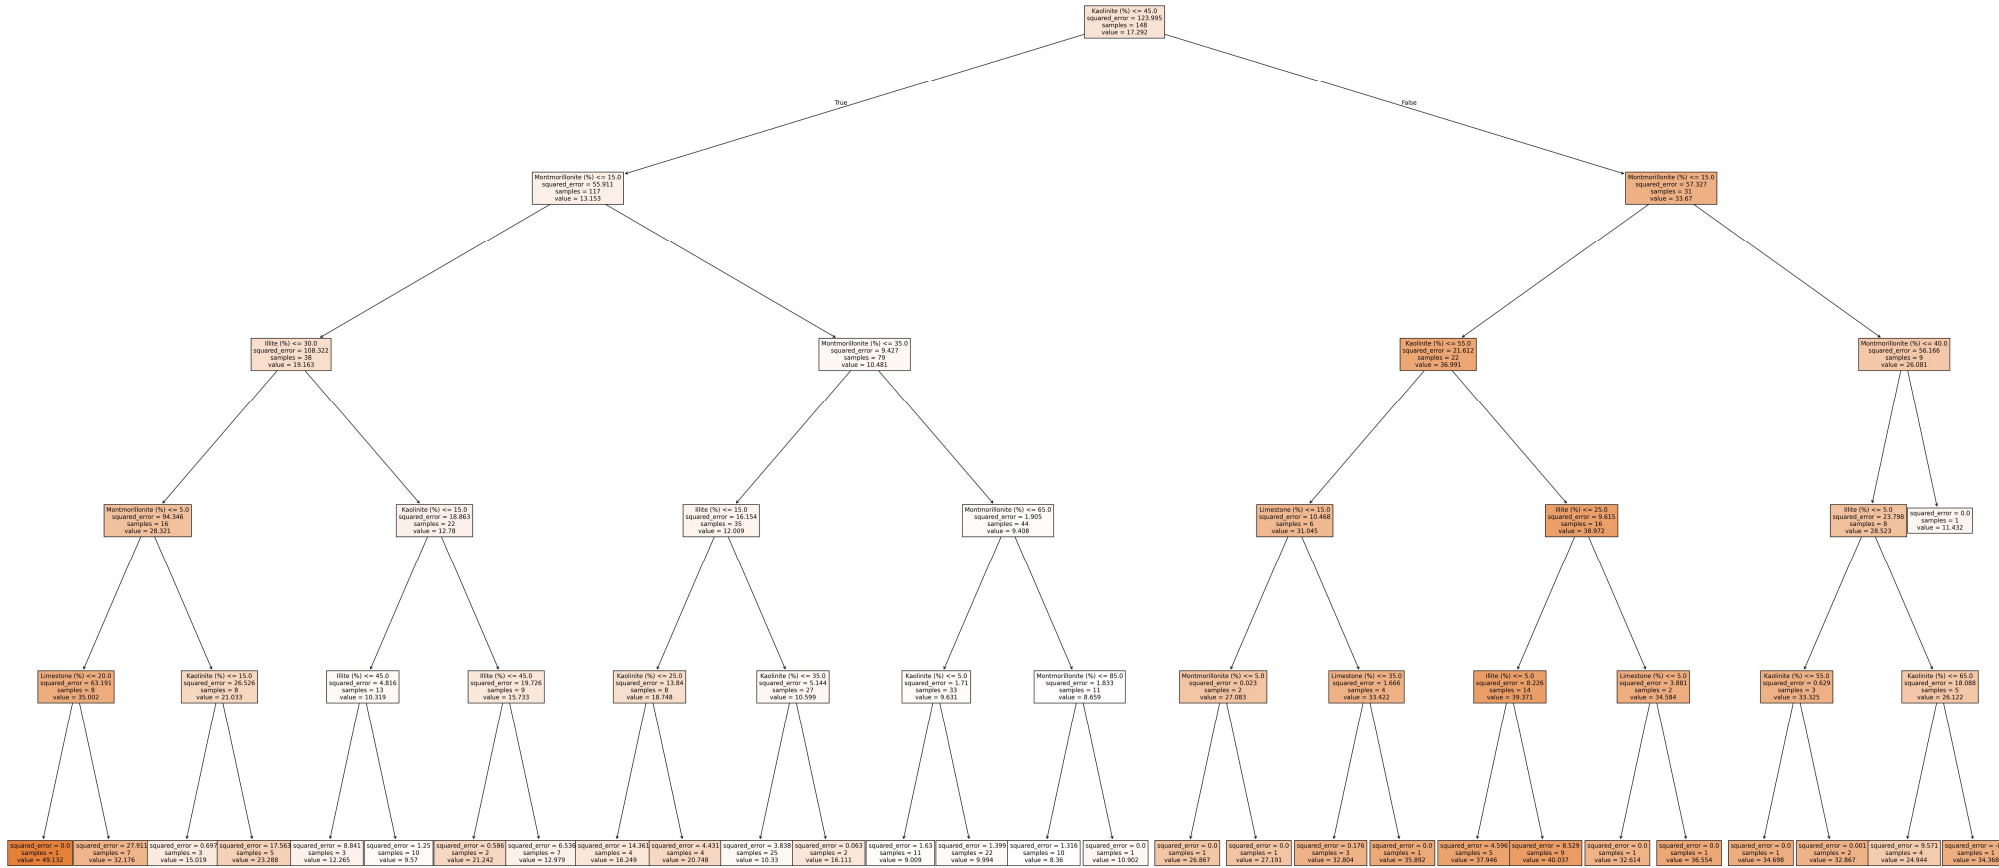 Kaolinite (%) <= 45.0
squared_error = 123.995
samples = 148
value = 17.292
True
False
Montmorillonite (%) <= 15.0
squared_error = 55.911
samples = 117
value = 13.153
Montmorillonite (%) <= 15.0
squared_error = 57.327
samples = 31
value = 33.67
Illite (%) <= 30.0
squared_error = 108.322
samples = 38
value = 19.163
Montmorillonite (%) <= 35.0
squared_error = 9.427
samples = 79
value = 10.481
Kaolinite (%) <= 55.0
squared_error = 21.612
samples = 22
value = 36.991
Montmorillonite (%) <= 40.0
squared_error = 56.166
samples = 9
value = 26.081
Montmorillonite (%) <= 5.0
squared_error = 94.346
samples = 16
value = 28.321
Kaolinite (%) <= 15.0
squared_error = 18.863
samples = 22
value = 12.78
Illite (%) <= 15.0
squared_error = 16.154
samples = 35
value = 12.009
Montmorillonite (%) <= 65.0
squared_error = 1.905
samples = 44
value = 9.408
Limestone (%) <= 15.0
squared_error = 10.468
samples = 6
value = 31.045
Illite (%) <= 25.0
squared_error = 9.615
samples = 16
value = 38.972
Illite (%) <= 5.0
squared_error = 23.798
samples = 8
value = 28.523
squared_error = 0.0
samples = 1
value = 11.432
Limestone (%) <= 20.0
squared_error = 63.191
samples = 8
value = 35.002
Kaolinite (%) <= 15.0
squared_error = 26.526
samples = 8
value = 21.033
Illite (%) <= 45.0
squared_error = 4.816
samples = 13
value = 10.319
Illite (%) <= 45.0
squared_error = 19.726
samples = 9
value = 15.733
Kaolinite (%) <= 25.0
squared_error = 13.84
samples = 8
value = 18.748
Kaolinite (%) <= 35.0
squared_error = 5.144
samples = 27
value = 10.599
Kaolinite (%) <= 5.0
squared_error = 1.71
samples = 33
value = 9.631
Montmorillonite (%) <= 85.0
squared_error = 1.833
samples = 11
value = 8.659
Montmorillonite (%) <= 5.0
squared_error = 0.023
samples = 2
value = 27.083
Limestone (%) <= 35.0
squared_error = 1.666
samples = 4
value = 33.422
Illite (%) <= 5.0
squared_error = 8.226
samples = 14
value = 39.371
Limestone (%) <= 5.0
squared_error = 3.881
samples = 2
value = 34.584
Kaolinite (%) <= 55.0
squared_error = 0.629
samples = 3
value = 33.325
Kaolinite (%) <= 65.0
squared_error = 18.088
samples = 5
value = 26.122
squared_error = 0.0
samples = 1
value = 49.132
squared_error = 27.911
samples = 7
value = 32.176
squared_error = 0.697
samples = 3
value = 15.019
squared_error = 17.563
samples = 5
value = 23.288
squared_error = 8.841
samples = 3
value = 12.265
squared_error = 1.25
samples = 10
value = 9.57
squared_error = 0.586
samples = 2
value = 21.242
squared_error = 6.536
samples = 7
value = 12.979
squared_error = 14.361
samples = 4
value = 16.249
squared_error = 4.431
samples = 4
value = 20.748
squared_error = 3.838
samples = 25
value = 10.33
squared_error = 0.063
samples = 2
value = 16.111
squared_error = 1.63
samples = 11
value = 9.009
squared_error = 1.399
samples = 22
value = 9.994
squared_error = 1.316
samples = 10
value = 8.36
squared_error = 0.0
samples = 1
value = 10.902
squared_error = 0.0
samples = 1
value = 26.867
squared_error = 0.0
samples = 1
value = 27.191
squared_error = 0.176
samples = 3
value = 32.804
squared_error = 0.0
samples = 1
value = 35.892
squared_error = 4.596
samples = 5
value = 37.946
squared_error = 8.529
samples = 9
value = 40.037
squared_error = 0.0
samples = 1
value = 32.614
squared_error = 0.0
samples = 1
value = 36.554
squared_error = 0.0
samples = 1
value = 34.698
squared_error = 0.001
samples = 2
value = 32.867
squared_error = 9.571
samples = 4
value = 24.944
squared_error =
samples = 1
value =